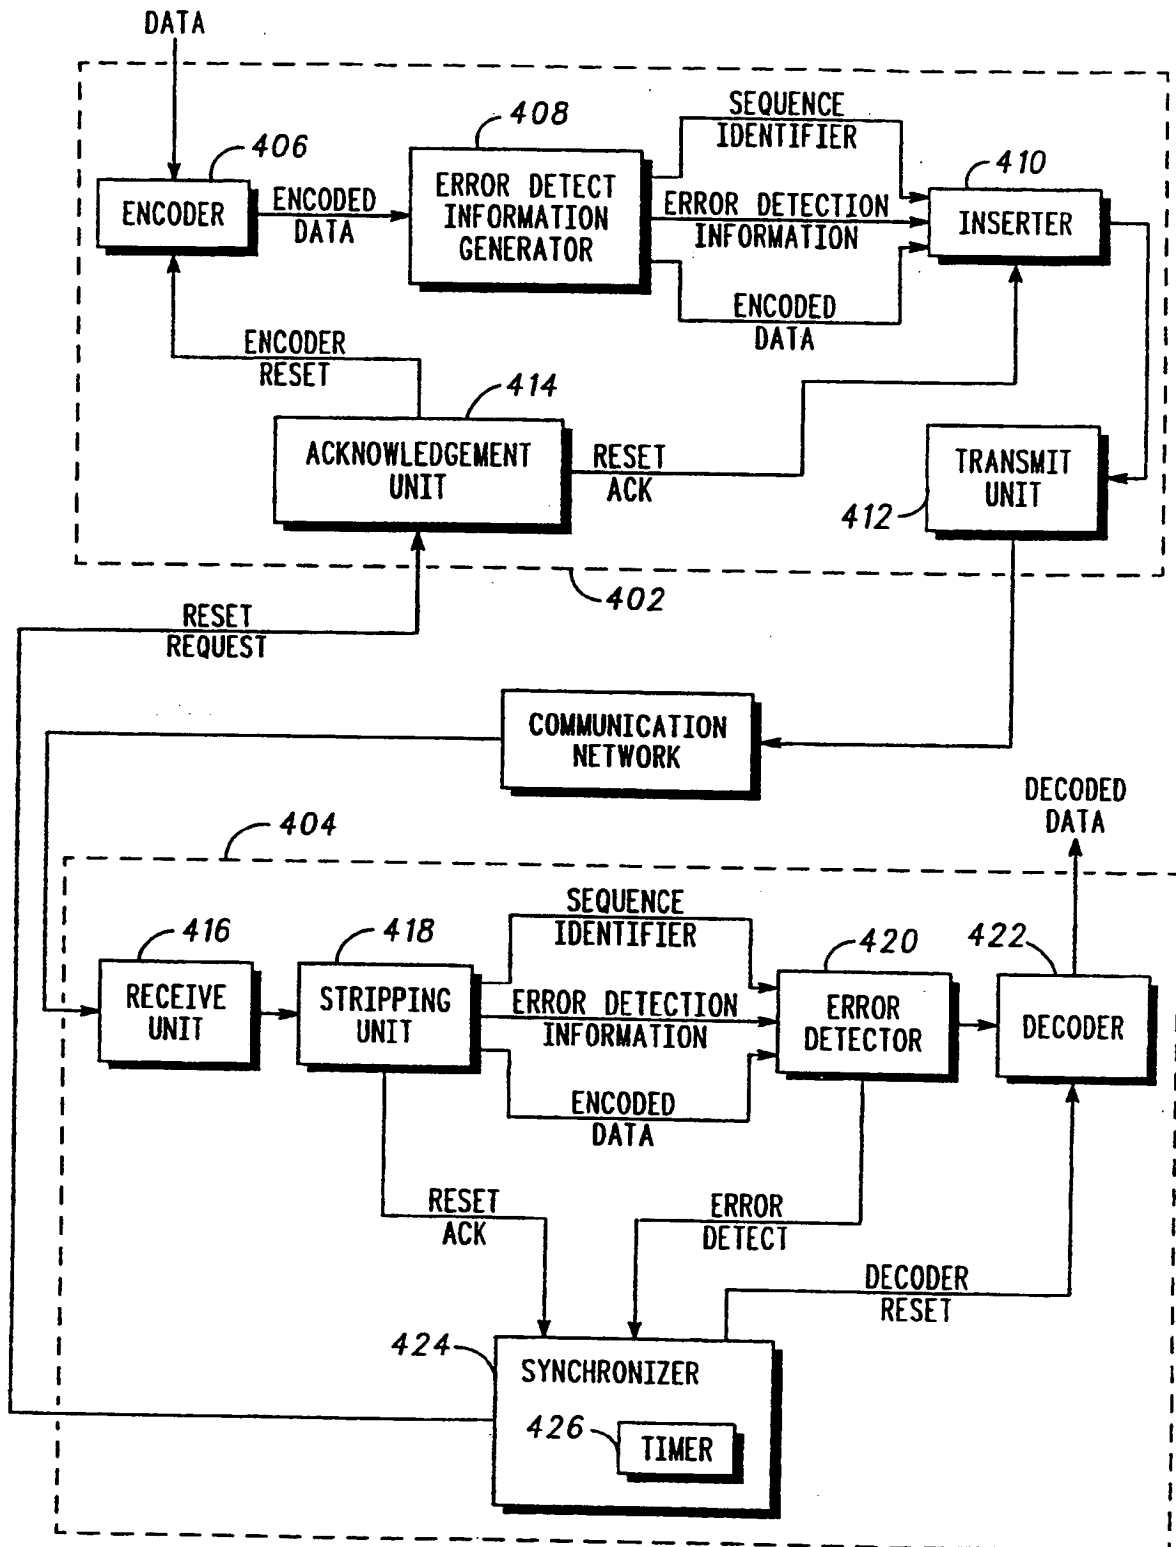 DATA
406
ENCODER
ENCODED
DATA
408
ERROR DETECT
INFORMATION
GENERATOR
SEQUENCE
IDENTIFIER
ERROR DETECTION
INFORMATION
ENCODED
DATA
410
INSERTER
ENCODER
RESET
414
ACKNOWLEDGEMENT
UNIT
RESET
ACK
TRANSMIT
UNIT
412
402
RESET
REQUEST
COMMUNICATION
NETWORK
DECODED
DATA
404
416
RECEIVE
UNIT
418
STRIPPING
UNIT
SEQUENCE
IDENTIFIER
ERROR DETECTION
INFORMATION
ENCODED
DATA
420
ERROR
DETECTOR
422
DECODER
RESET
ACK
ERROR
DETECT
DECODER
RESET
424
SYNCHRONIZER
426
TIMER